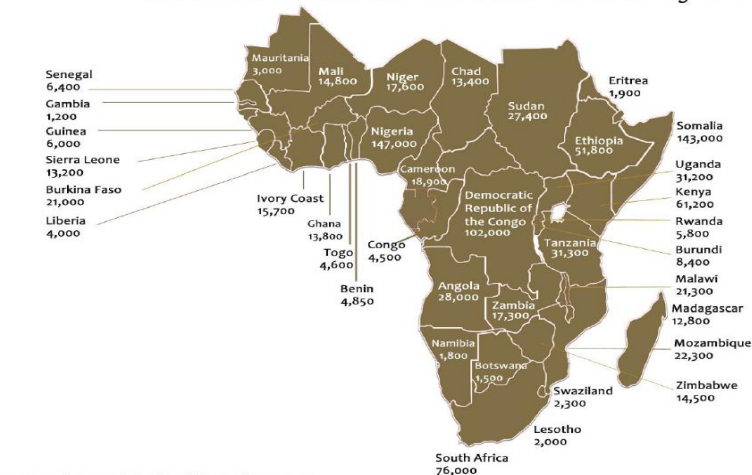 Senegal
6,400
Gambia
1,200
Guinea
6,000
Sierra Leone
13,200
Burkina Faso
21,000
Liberia
4,000
Mauritania
3,000
Mali
14,800
Niger
17,600
Chad
13,400
Sudan
27,400
Eritrea
1,900
Nigeria
147,000
Ethiopia
51,800
Somalia
143,000
Cameroon
18,900
Uganda
31,200
Kenya
61,200
Rwanda
5,800
Burundi
8,400
Ivory Coast
15,700
Ghana
13,800
Togo
4,600
Benin
4,850
Congo
4,500
Democratic
Republic of
the Congo
102,000
Tanzania
31,300
Malawi
21,300
Madagascar
12,800
Mozambique
22,300
Zimbabwe
14,500
Angola
28,000
Zambia
17,300
Namibia
1,800
Botswana
1,500
Swaziland
2,300
Lesotho
2,000
South Africa
76,000